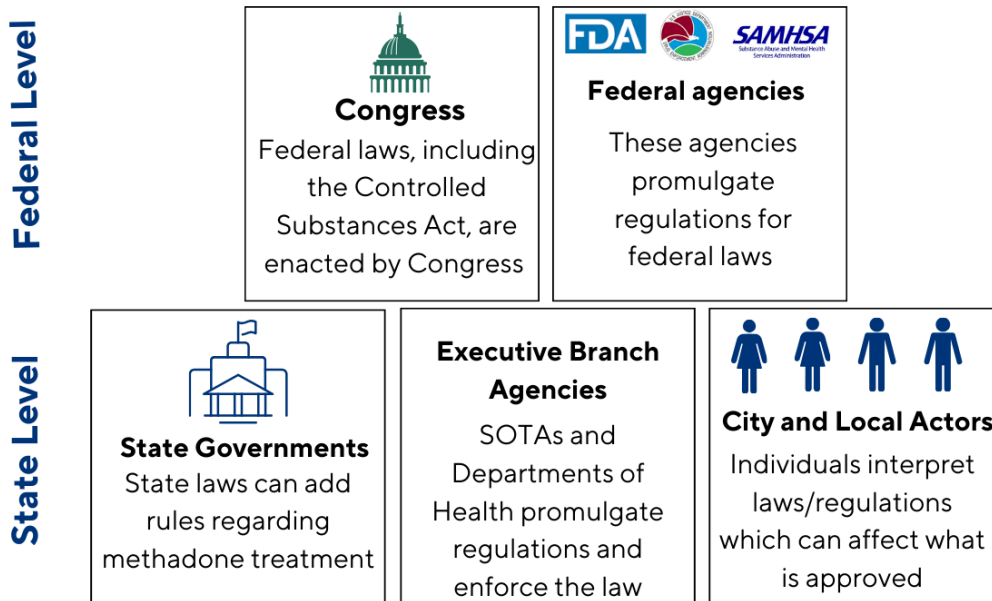 Federal Level
Congress
Federal laws, including
the Controlled
Substances Act, are
enacted by Congress
FDA
SAMHSA
Substance Abuse and Mental Health
Services Administration
Federal agencies
These agencies
promulgate
regulations for
federal laws
State Level
State Governments
State laws can add
rules regarding
methadone treatment
Executive Branch
Agencies
SOTAs and
Departments of
Health promulgate
regulations and
enforce the law
City and Local Actors
Individuals interpret
laws/regulations
which can affect what
is approved